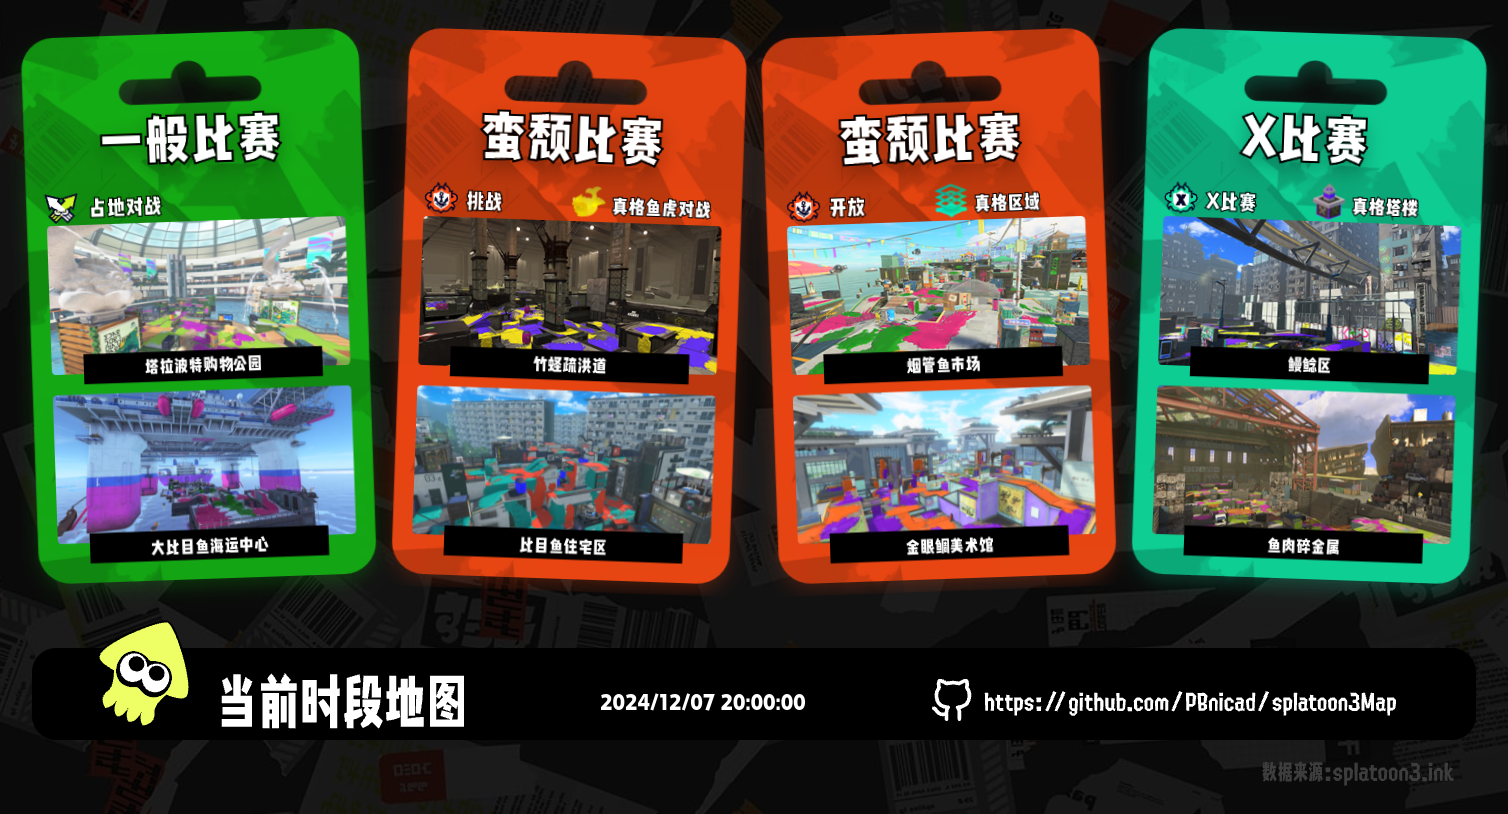 一般比赛
占地对战
塔拉波特购物公园
大比目鱼海运中心
蛮颓比赛
挑战
真格鱼虎对战
竹蛏疏洪道
比目鱼住宅区
蛮颓比赛
开放
真格区域
烟管鱼市场
金眼鲷美术馆
X比赛
X比赛
真格塔楼
鳗鲶区
鱼肉碎金属
当前时段地图
2024/12/07 20:00:00
https://github.com/PBnicad/splatoon3Map
数据来源:splatoon3.ink